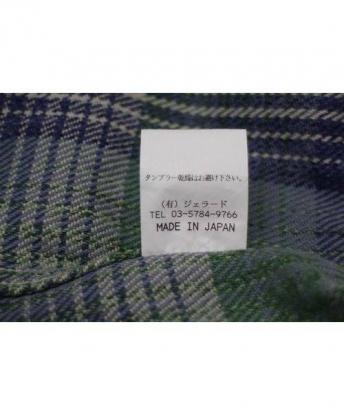 タンブラー乾燥はお避け下さい。
(有)ジェラード
TEL 03-5784-9766
MADE IN JAPAN